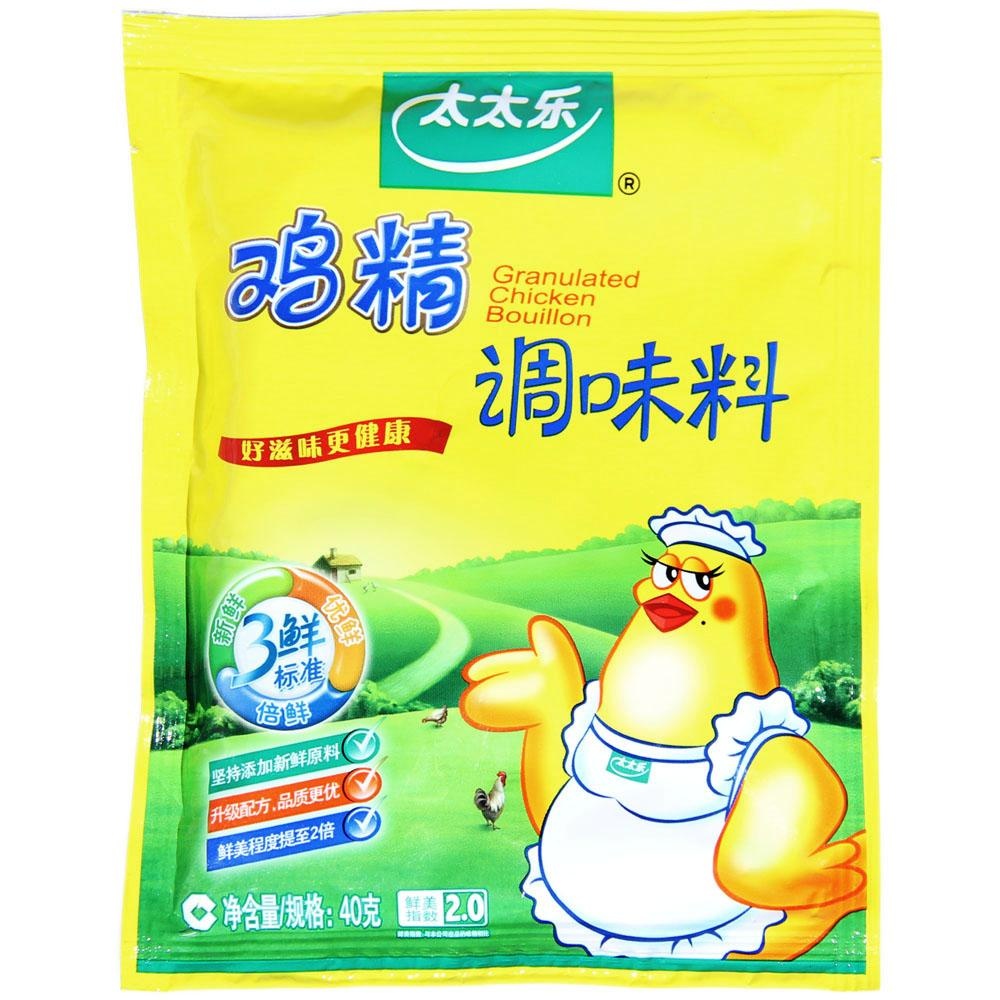 太太乐
®
鸡精
Granulated
Chicken
Bouillon
调味料
好滋味更健康
新鲜
优鲜
3鲜
标准
倍鲜
坚持添加新鲜原料
升级配方,品质更优
鲜美程度提至2倍
太太乐
净含量/规格: 40克
鲜美
指数
2.0